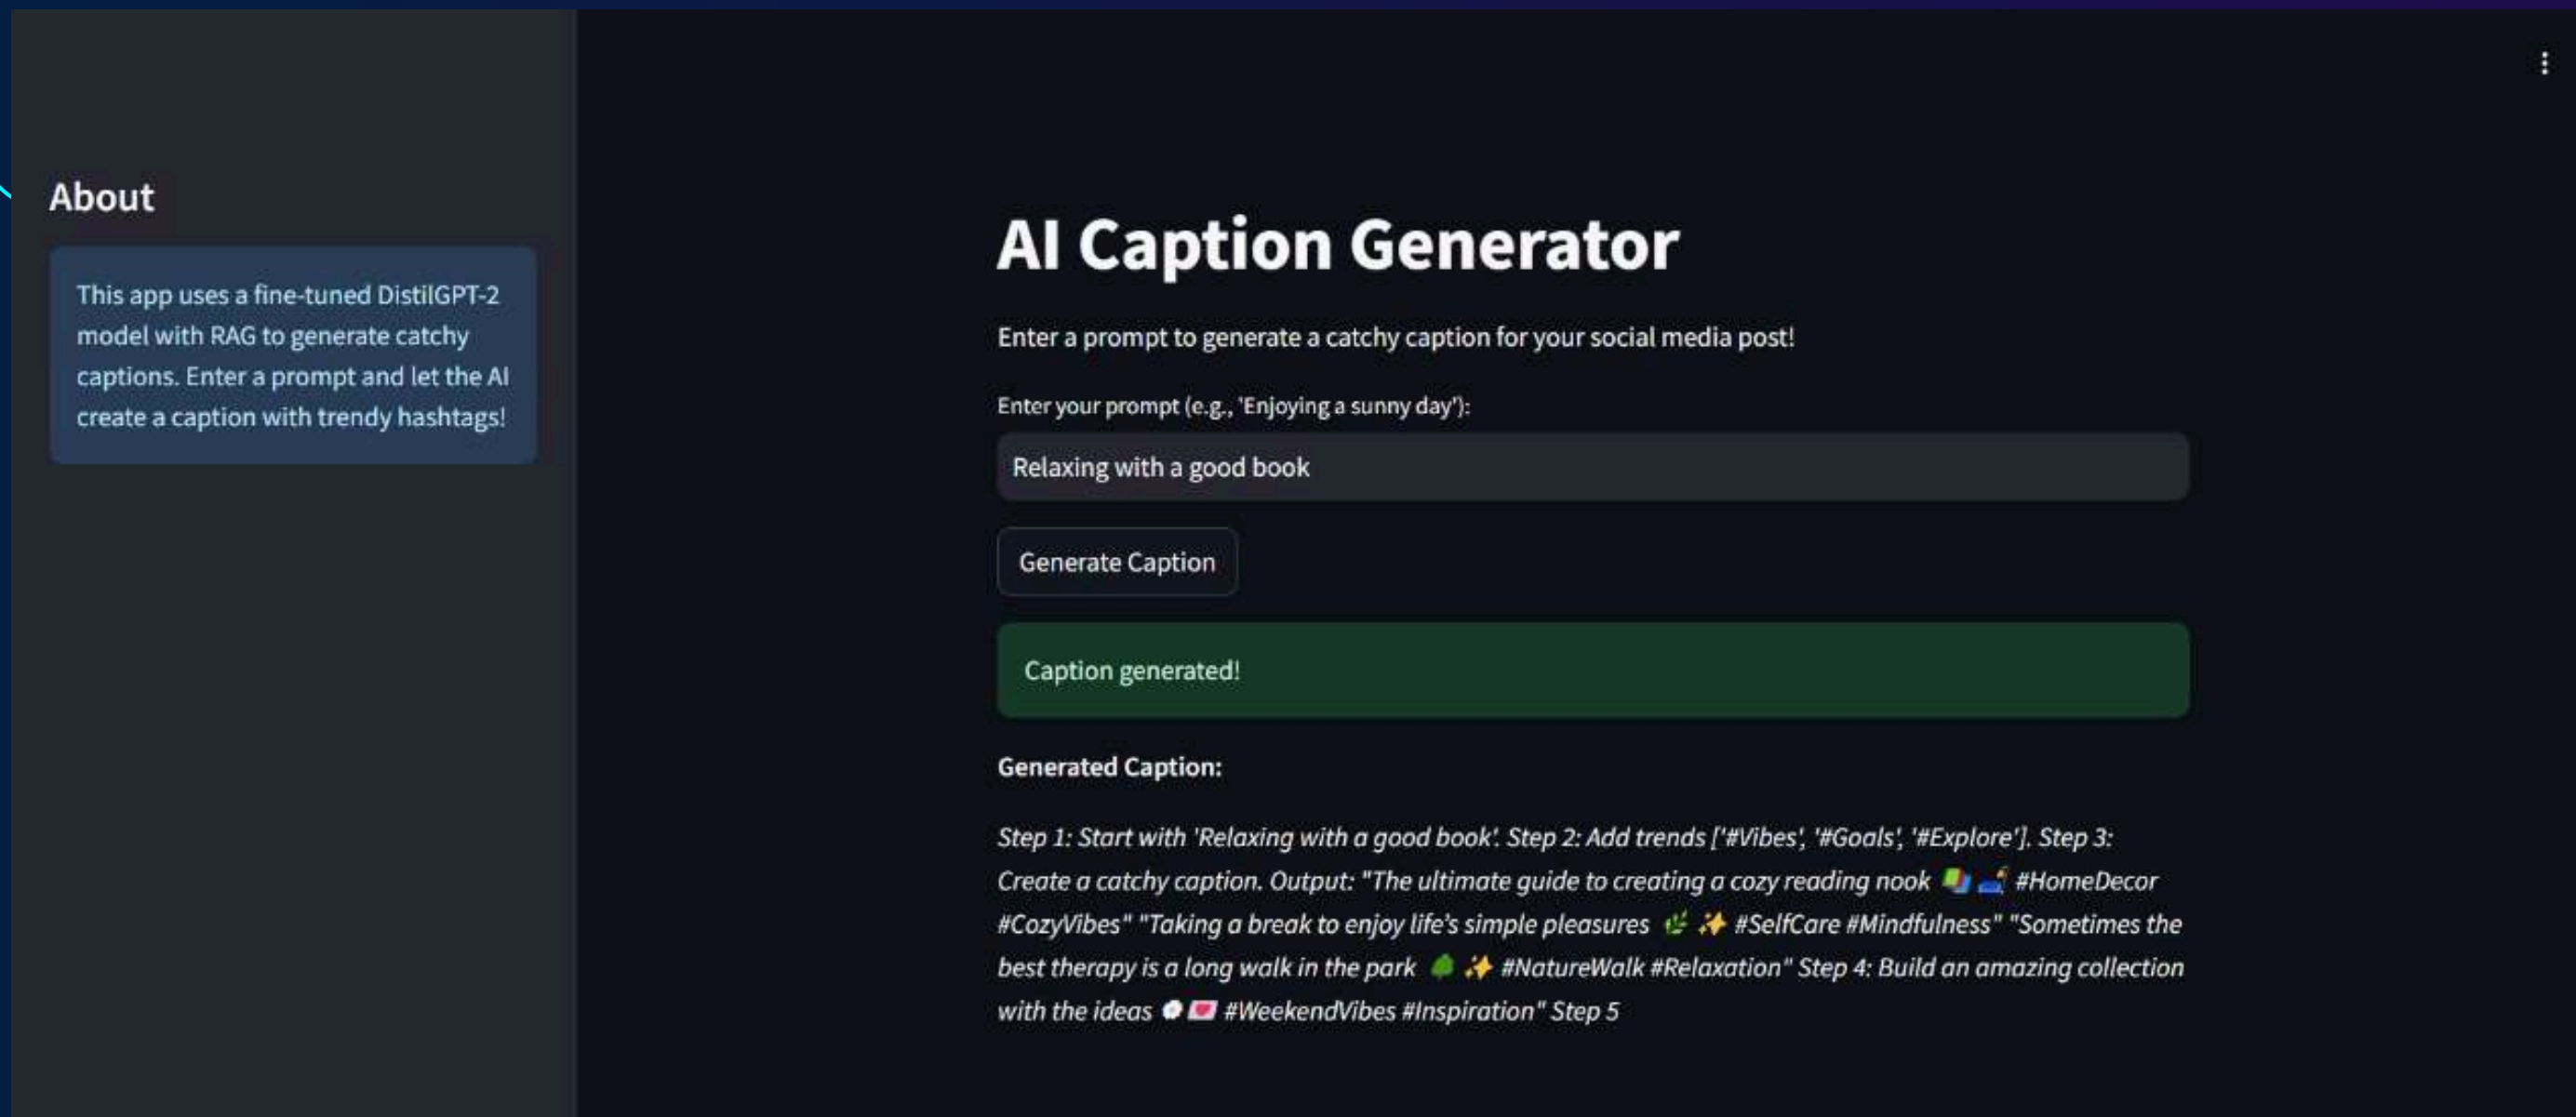 About
This app uses a fine-tuned DistilGPT-2
model with RAG to generate catchy
captions. Enter a prompt and let the AI
create a caption with trendy hashtags!
AI Caption Generator
Enter a prompt to generate a catchy caption for your social media post!
Enter your prompt (e.g., 'Enjoying a sunny day'):
Relaxing with a good book
Generate Caption
Caption generated!
Generated Caption:
Step 1: Start with 'Relaxing with a good book'. Step 2: Add trends ['#Vibes', '#Goals', '#Explore']. Step 3:
Create a catchy caption. Output: "The ultimate guide to creating a cozy reading nook 📚 🛋️ #HomeDecor
#CozyVibes" "Taking a break to enjoy life's simple pleasures 🌿 ✨ #SelfCare #Mindfulness" "Sometimes the
best therapy is a long walk in the park 🌳 ✨ #NatureWalk #Relaxation" Step 4: Build an amazing collection
with the ideas 💌 #WeekendVibes #Inspiration" Step 5